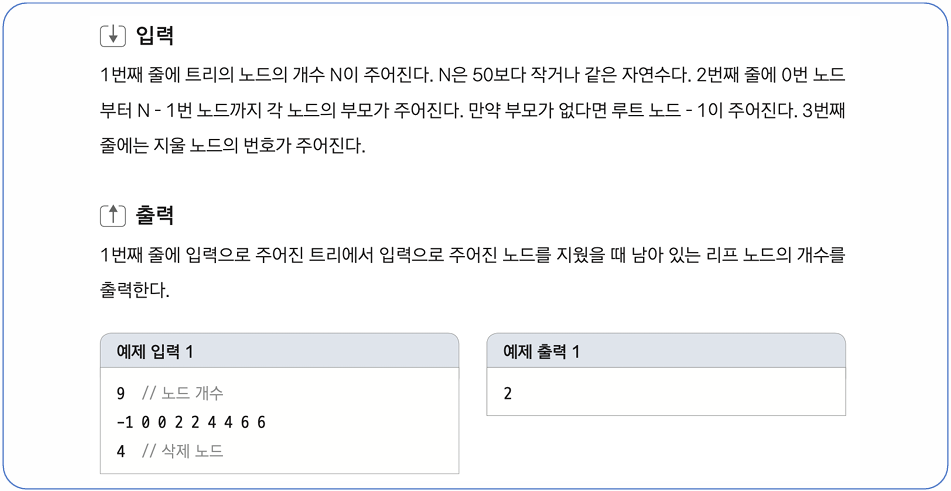 입력
1번째 줄에 트리의 노드의 개수 N이 주어진다. N은 50보다 작거나 같은 자연수다. 2번째 줄에 0번 노드
부터 N - 1번 노드까지 각 노드의 부모가 주어진다. 만약 부모가 없다면 루트 노드 - 1이 주어진다. 3번째
줄에는 지울 노드의 번호가 주어진다.
출력
1번째 줄에 입력으로 주어진 트리에서 입력으로 주어진 노드를 지웠을 때 남아 있는 리프 노드의 개수를
출력한다.
예제 입력 1
9 // 노드 개수
-1 0 0 2 2 4 4 6 6
4 // 삭제 노드
예제 출력 1
2